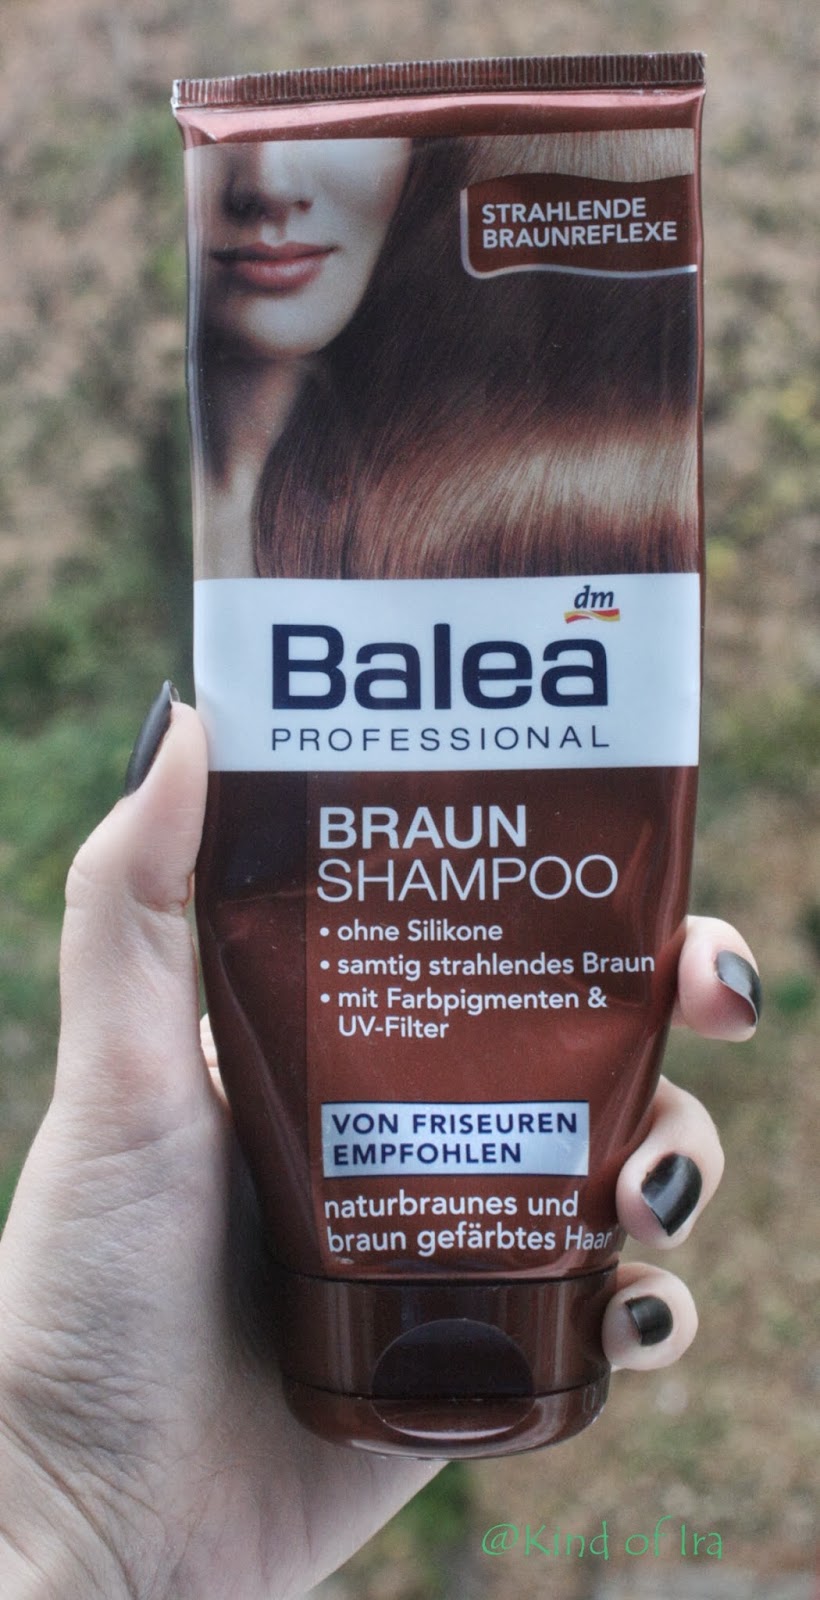 STRAHLENDE
BRAUNREFLEXE
dm
Balea
PROFESSIONAL
BRAUN
SHAMPOO
• ohne Silikone
• samtig strahlendes Braun
• mit Farbpigmenten &
UV-Filter
VON FRISEUREN
EMPFOHLEN
naturbraunes und
braun gefärbtes Haar
@Kind of Ira